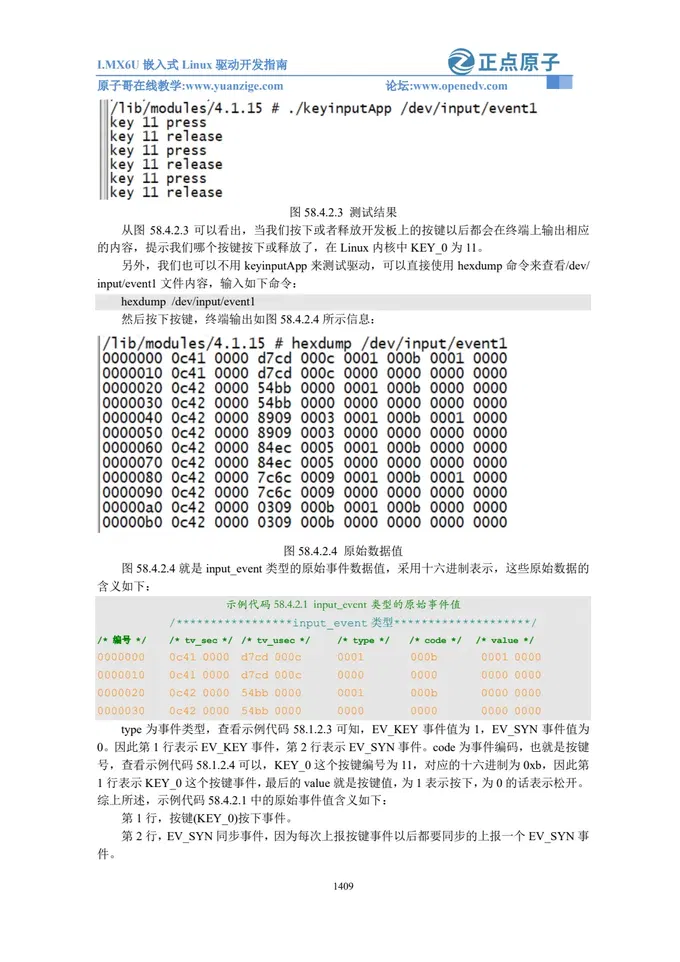 I.MX6U 嵌入式 Linux 驱动开发指南
正点原子
原子哥在线教学:www.yuanzige.com 论坛:www.openedv.com
/lib/modules/4.1.15 # ./keyinputApp /dev/input/event1
key 11 press
key 11 release
key 11 press
key 11 release
key 11 press
key 11 release
图 58.4.2.3 测试结果
从图 58.4.2.3 可以看出，当我们按下或者释放开发板上的按键以后都会在终端上输出相应
的内容，提示我们哪个按键按下或释放了，在 Linux 内核中 KEY_0 为 11。
另外，我们也可以不用 keyinputApp 来测试驱动，可以直接使用 hexdump 命令来查看/dev/
input/event1 文件内容，输入如下命令：
hexdump /dev/input/event1
然后按下按键，终端输出如图 58.4.2.4 所示信息：
/lib/modules/4.1.15 # hexdump /dev/input/event1
0000000 0c41 0000 d7cd 000c 0001 000b 0001 0000
0000010 0c41 0000 d7cd 000c 0000 0000 0000 0000
0000020 0c42 0000 54bb 0000 0001 000b 0000 0000
0000030 0c42 0000 54bb 0000 0000 0000 0000 0000
0000040 0c42 0000 8909 0003 0001 000b 0001 0000
0000050 0c42 0000 8909 0003 0000 0000 0000 0000
0000060 0c42 0000 84ec 0005 0001 000b 0000 0000
0000070 0c42 0000 84ec 0005 0000 0000 0000 0000
0000080 0c42 0000 7c6c 0009 0001 000b 0001 0000
0000090 0c42 0000 7c6c 0009 0000 0000 0000 0000
00000a0 0c42 0000 0309 000b 0001 000b 0000 0000
00000b0 0c42 0000 0309 000b 0000 0000 0000 0000
图 58.4.2.4 原始数据值
图 58.4.2.4 就是 input_event 类型的原始事件数据值，采用十六进制表示，这些原始数据的
含义如下：
示例代码 58.4.2.1 input_event 类型的原始事件值
/*****************input_event 类型********************/
/* 编号 */ /* tv_sec */ /* tv_usec */ /* type */ /* code */ /* value */
0000000 0c41 0000 d7cd 000c 0001 000b 0001 0000
0000010 0c41 0000 d7cd 000c 0000 0000 0000 0000
0000020 0c42 0000 54bb 0000 0001 000b 0000 0000
0000030 0c42 0000 54bb 0000 0000 0000 0000 0000
type 为事件类型，查看示例代码 58.1.2.3 可知，EV_KEY 事件值为 1，EV_SYN 事件值为
0。因此第 1 行表示 EV_KEY 事件，第 2 行表示 EV_SYN 事件。code 为事件编码，也就是按键
号，查看示例代码 58.1.2.4 可以，KEY_0 这个按键编号为 11，对应的十六进制为 0xb，因此第
1 行表示 KEY_0 这个按键事件，最后的 value 就是按键值，为 1 表示按下，为 0 的话表示松开。
综上所述，示例代码 58.4.2.1 中的原始事件值含义如下：
第 1 行，按键(KEY_0)按下事件。
第 2 行，EV_SYN 同步事件，因为每次上报按键事件以后都要同步的上报一个 EV_SYN 事
件。
1409